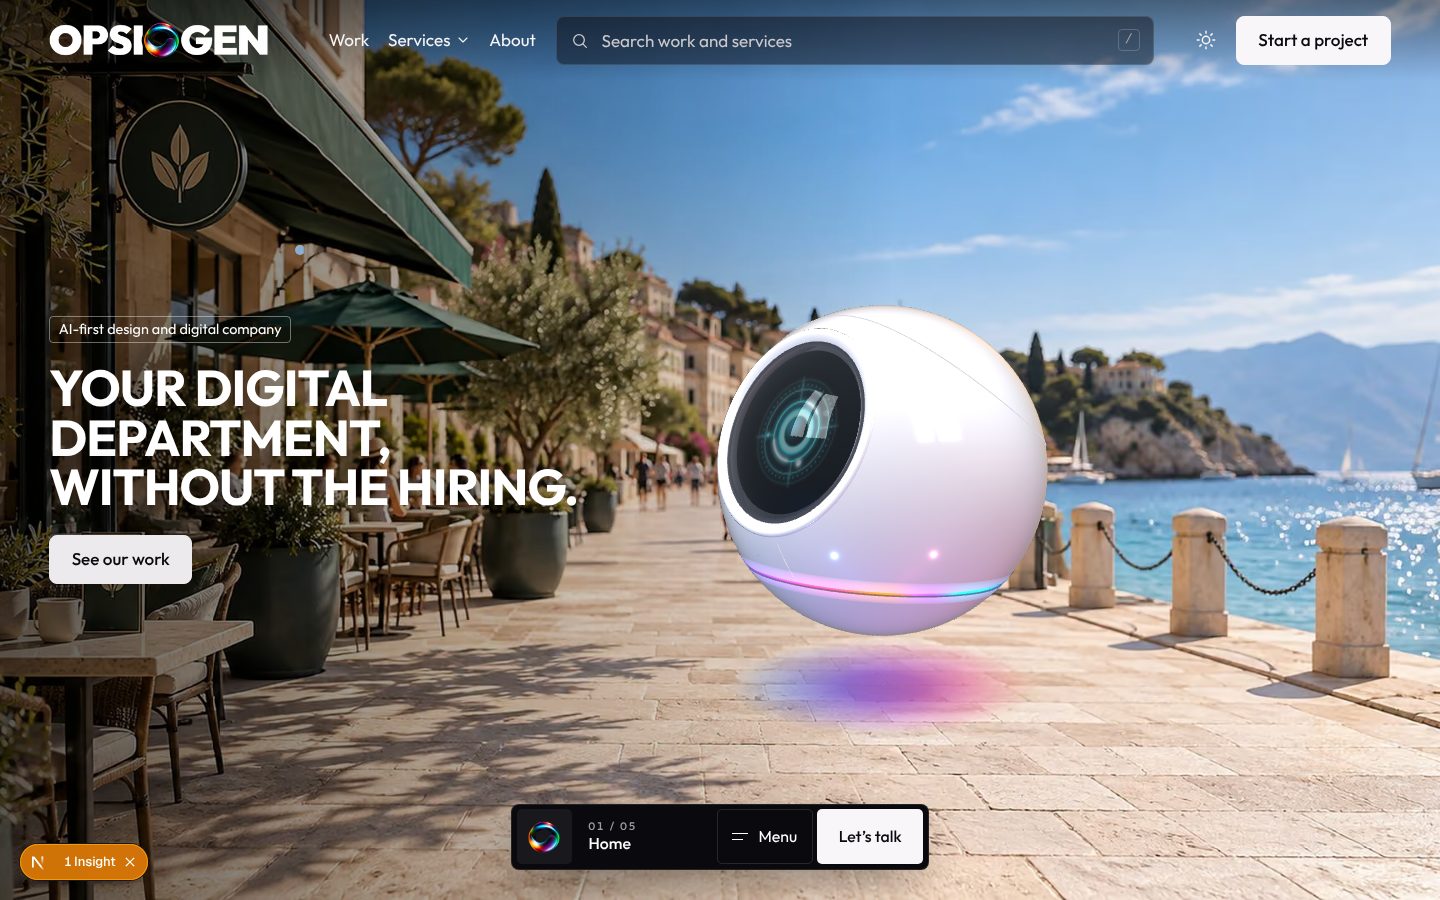 OPSIOGEN
Work
Services
About
Search work and services
/
Start a project
AI-first design and digital company
YOUR DIGITAL
DEPARTMENT,
WITHOUT THE HIRING.
See our work
01 / 05
Home
Menu
Let's talk
N
1 Insight